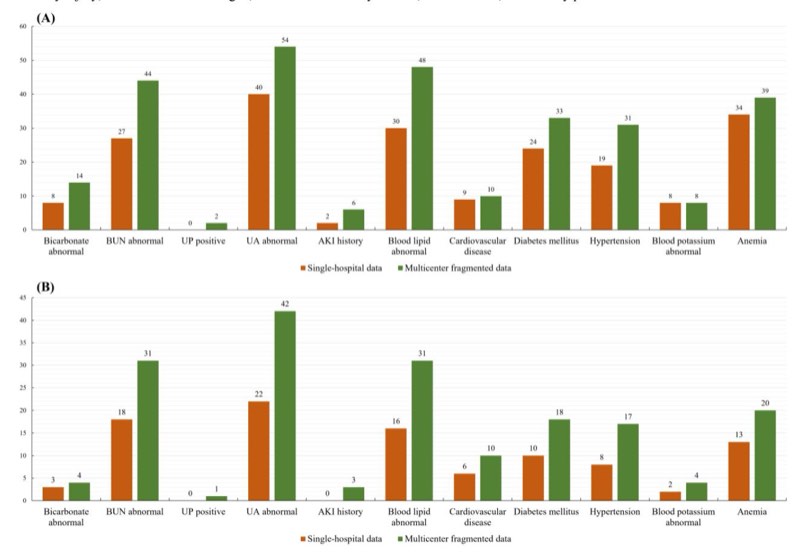 (A)
60
50
40
30
20
10
0
8 14 27 44 0 2 40 54 2 6 30 48 9 10 24 33 19 31 8 8 34 39
Bicarbonate abnormal BUN abnormal UP positive UA abnormal AKI history Blood lipid abnormal Cardiovascular disease Diabetes mellitus Hypertension Blood potassium abnormal Anemia
Single-hospital data Multicenter fragmented data
(B)
45
40
35
30
25
20
15
10
5
0
3 4 18 31 0 1 22 42 0 3 16 31 6 10 10 18 8 17 2 4 13 20
Bicarbonate abnormal BUN abnormal UP positive UA abnormal AKI history Blood lipid abnormal Cardiovascular disease Diabetes mellitus Hypertension Blood potassium abnormal Anemia
Single-hospital data Multicenter fragmented data